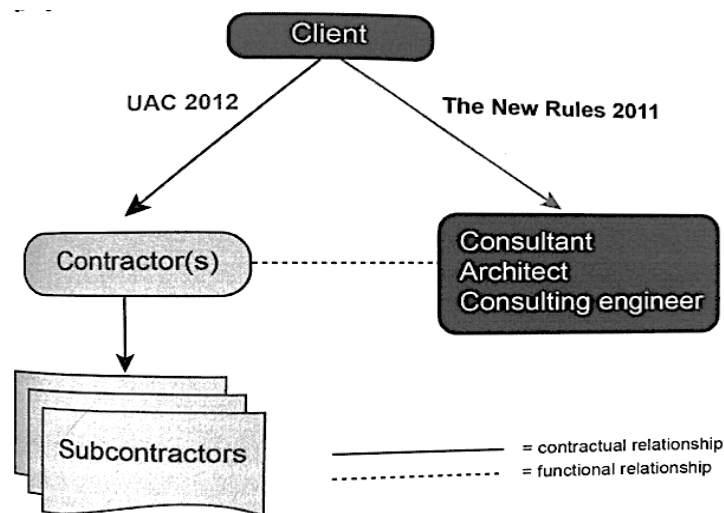 Client
UAC 2012
The New Rules 2011
Contractor(s)
Consultant
Architect
Consulting engineer
Subcontractors
= contractual relationship
= functional relationship